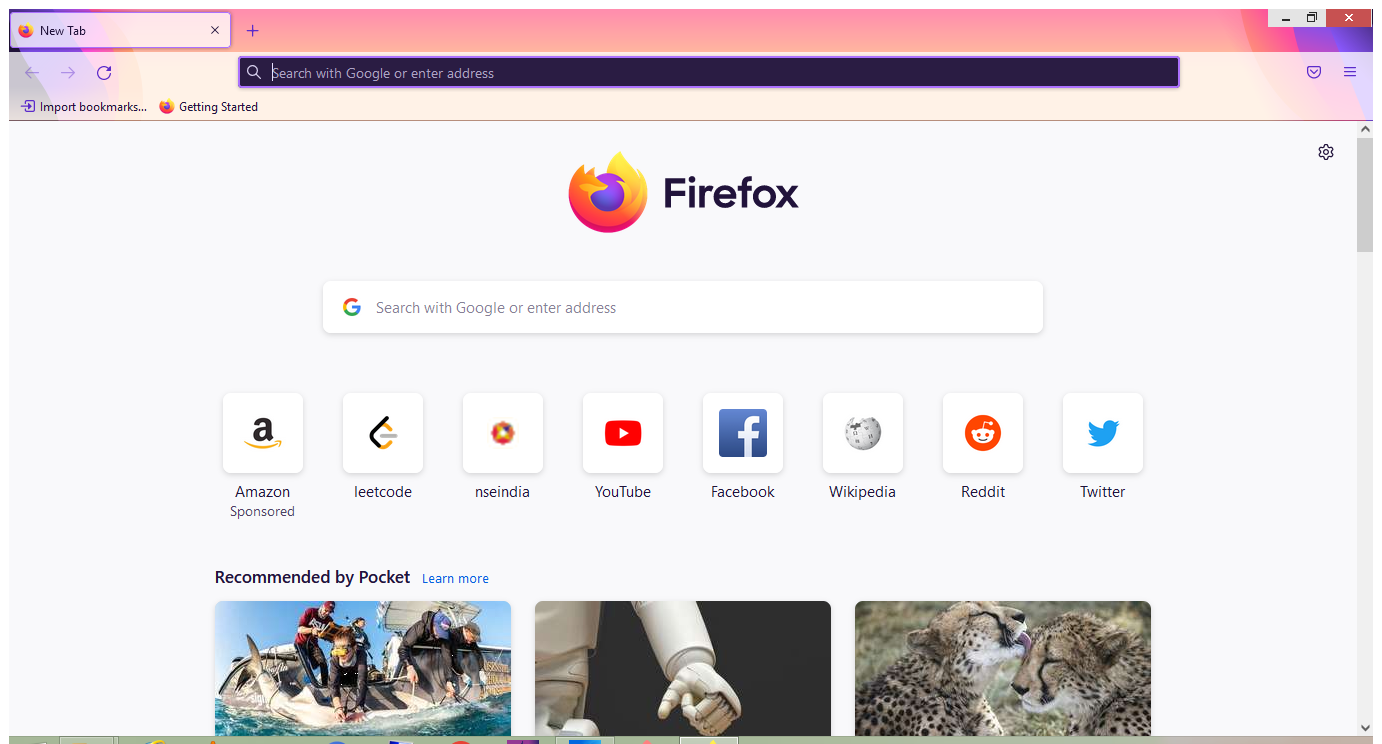 New Tab
Search with Google or enter address
Import bookmarks...
Getting Started
Firefox
Search with Google or enter address
Amazon
Sponsored
leetcode
nseindia
YouTube
Facebook
Wikipedia
Reddit
Twitter
Recommended by Pocket
Learn more